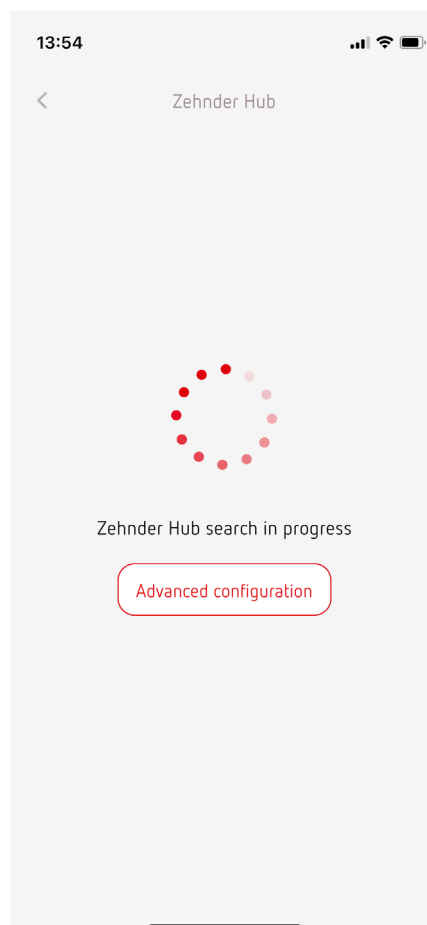 13:54
Zehnder Hub
Zehnder Hub search in progress
Advanced configuration